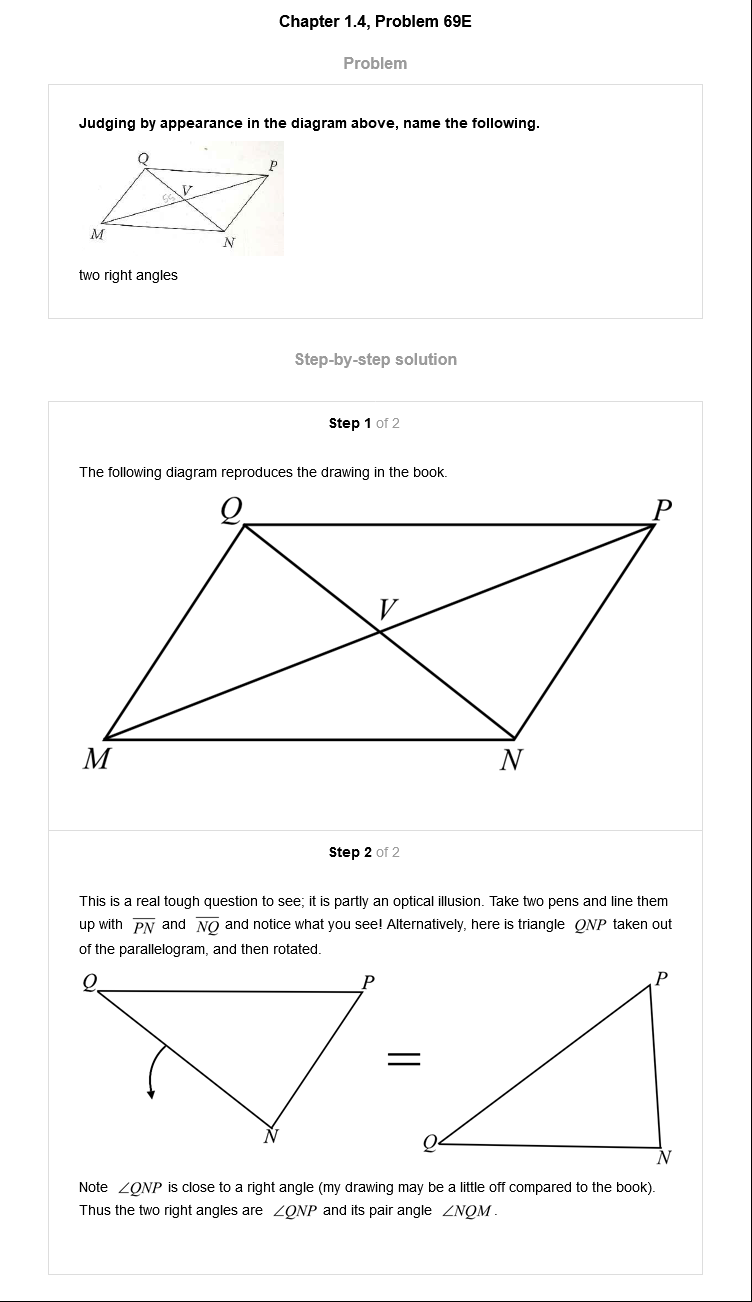 Chapter 1.4, Problem 69E
Problem
Judging by appearance in the diagram above, name the following.
Q
P
V
M
N
two right angles
Step-by-step solution
Step 1 of 2
The following diagram reproduces the drawing in the book.
Q
P
V
M
N
Step 2 of 2
This is a real tough question to see; it is partly an optical illusion. Take two pens and line them
up with PN and NQ and notice what you see! Alternatively, here is triangle QNP taken out
of the parallelogram, and then rotated.
Q
P
N
=
P
Q
N
Note ∠QNP is close to a right angle (my drawing may be a little off compared to the book).
Thus the two right angles are ∠QNP and its pair angle ∠NQM .